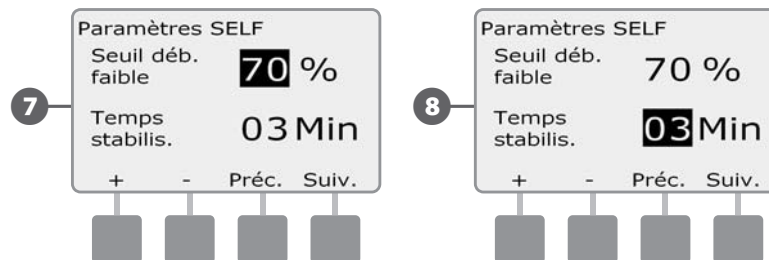 7
Paramètres SELF
Seuil déb.
faible
70 %
Temps
stabilis.
03 Min
+ - Préc. Suiv.
8
Paramètres SELF
Seuil déb.
faible
70 %
Temps
stabilis.
03 Min
+ - Préc. Suiv.